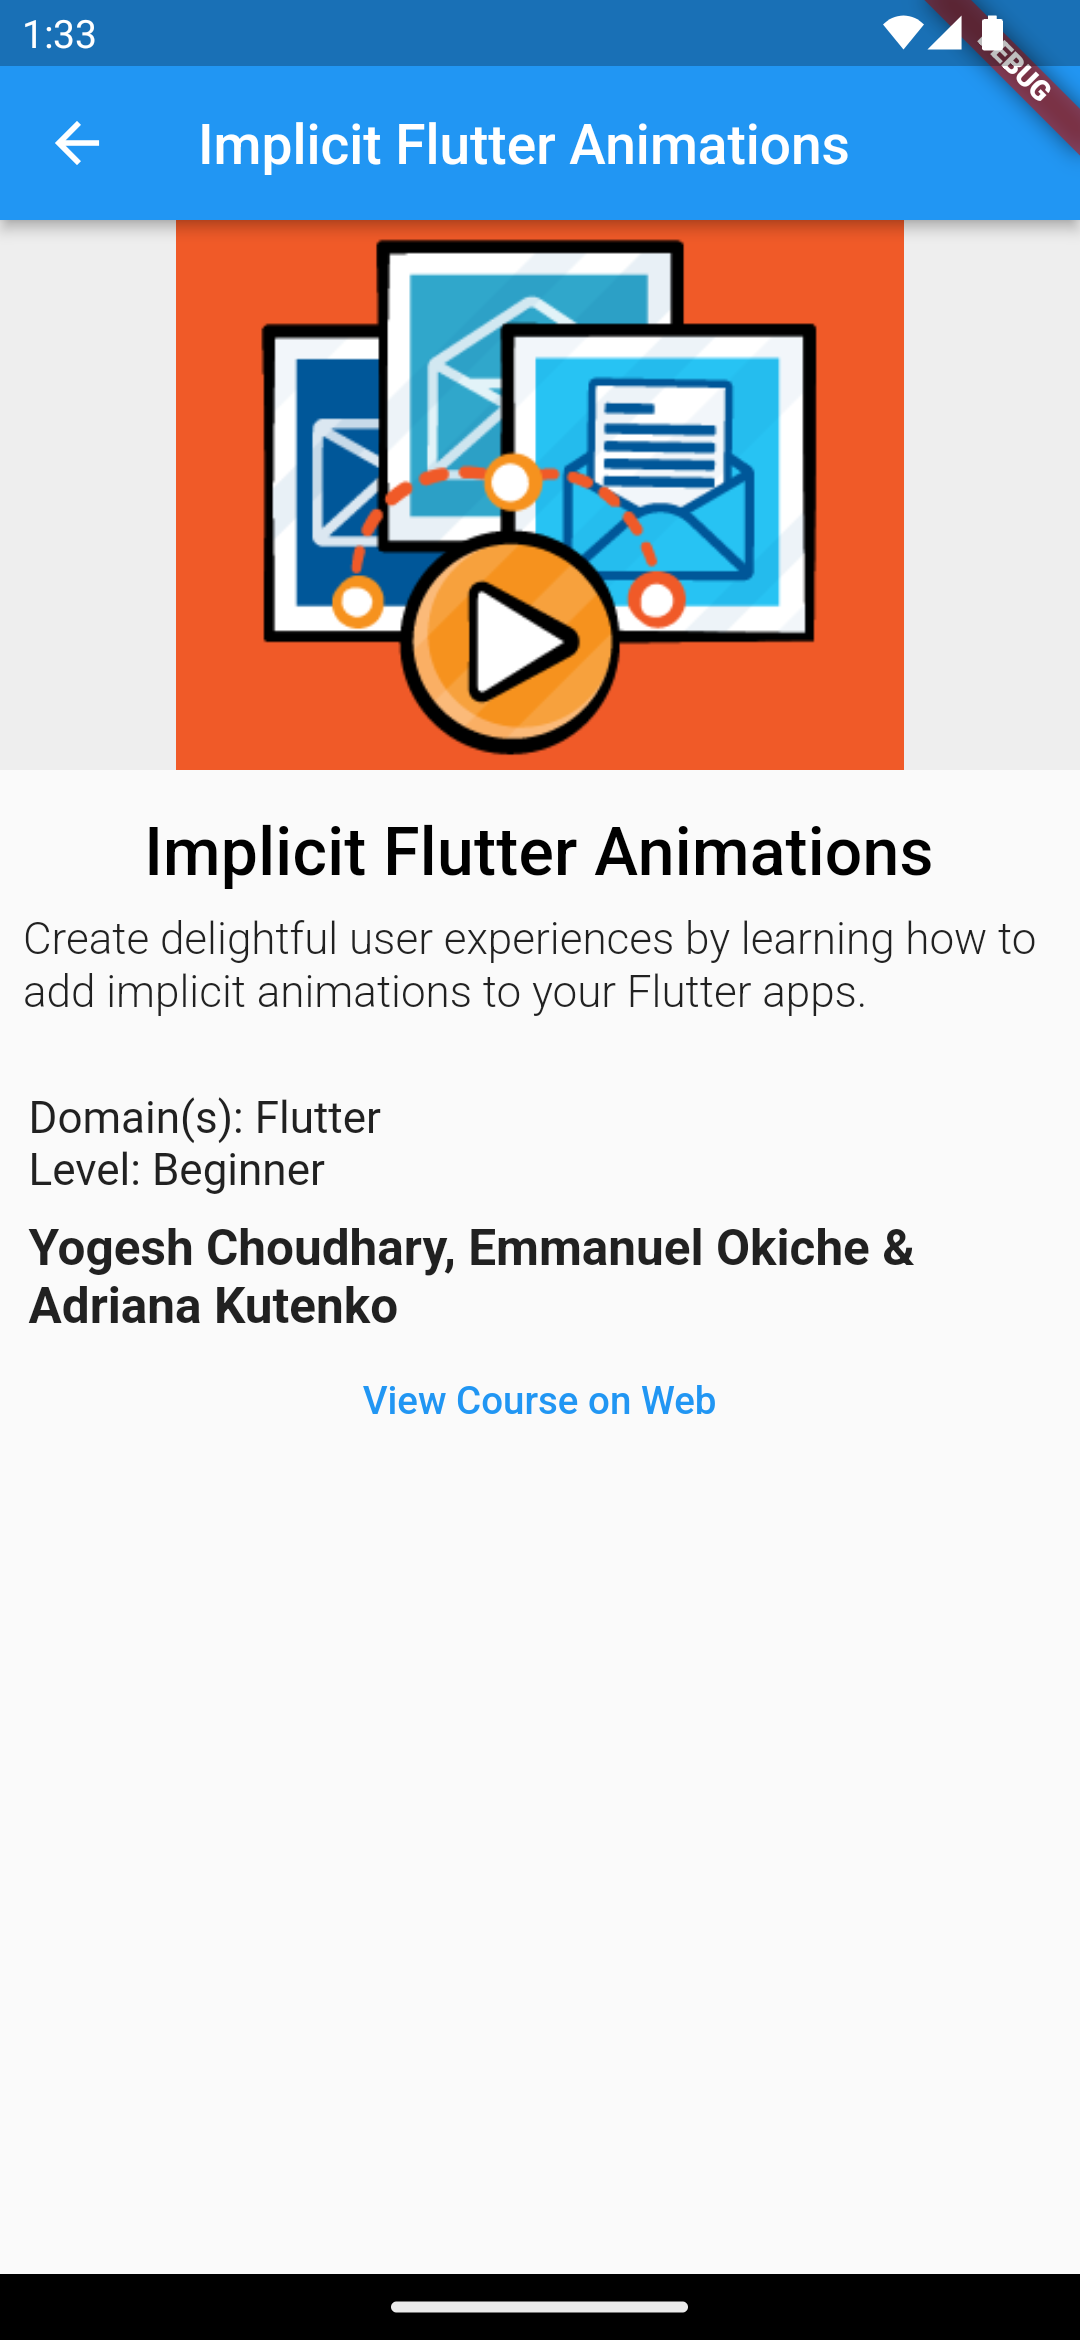 1:33
DEBUG
Implicit Flutter Animations
Implicit Flutter Animations
Create delightful user experiences by learning how to
add implicit animations to your Flutter apps.
Domain(s): Flutter
Level: Beginner
Yogesh Choudhary, Emmanuel Okiche &
Adriana Kutenko
View Course on Web